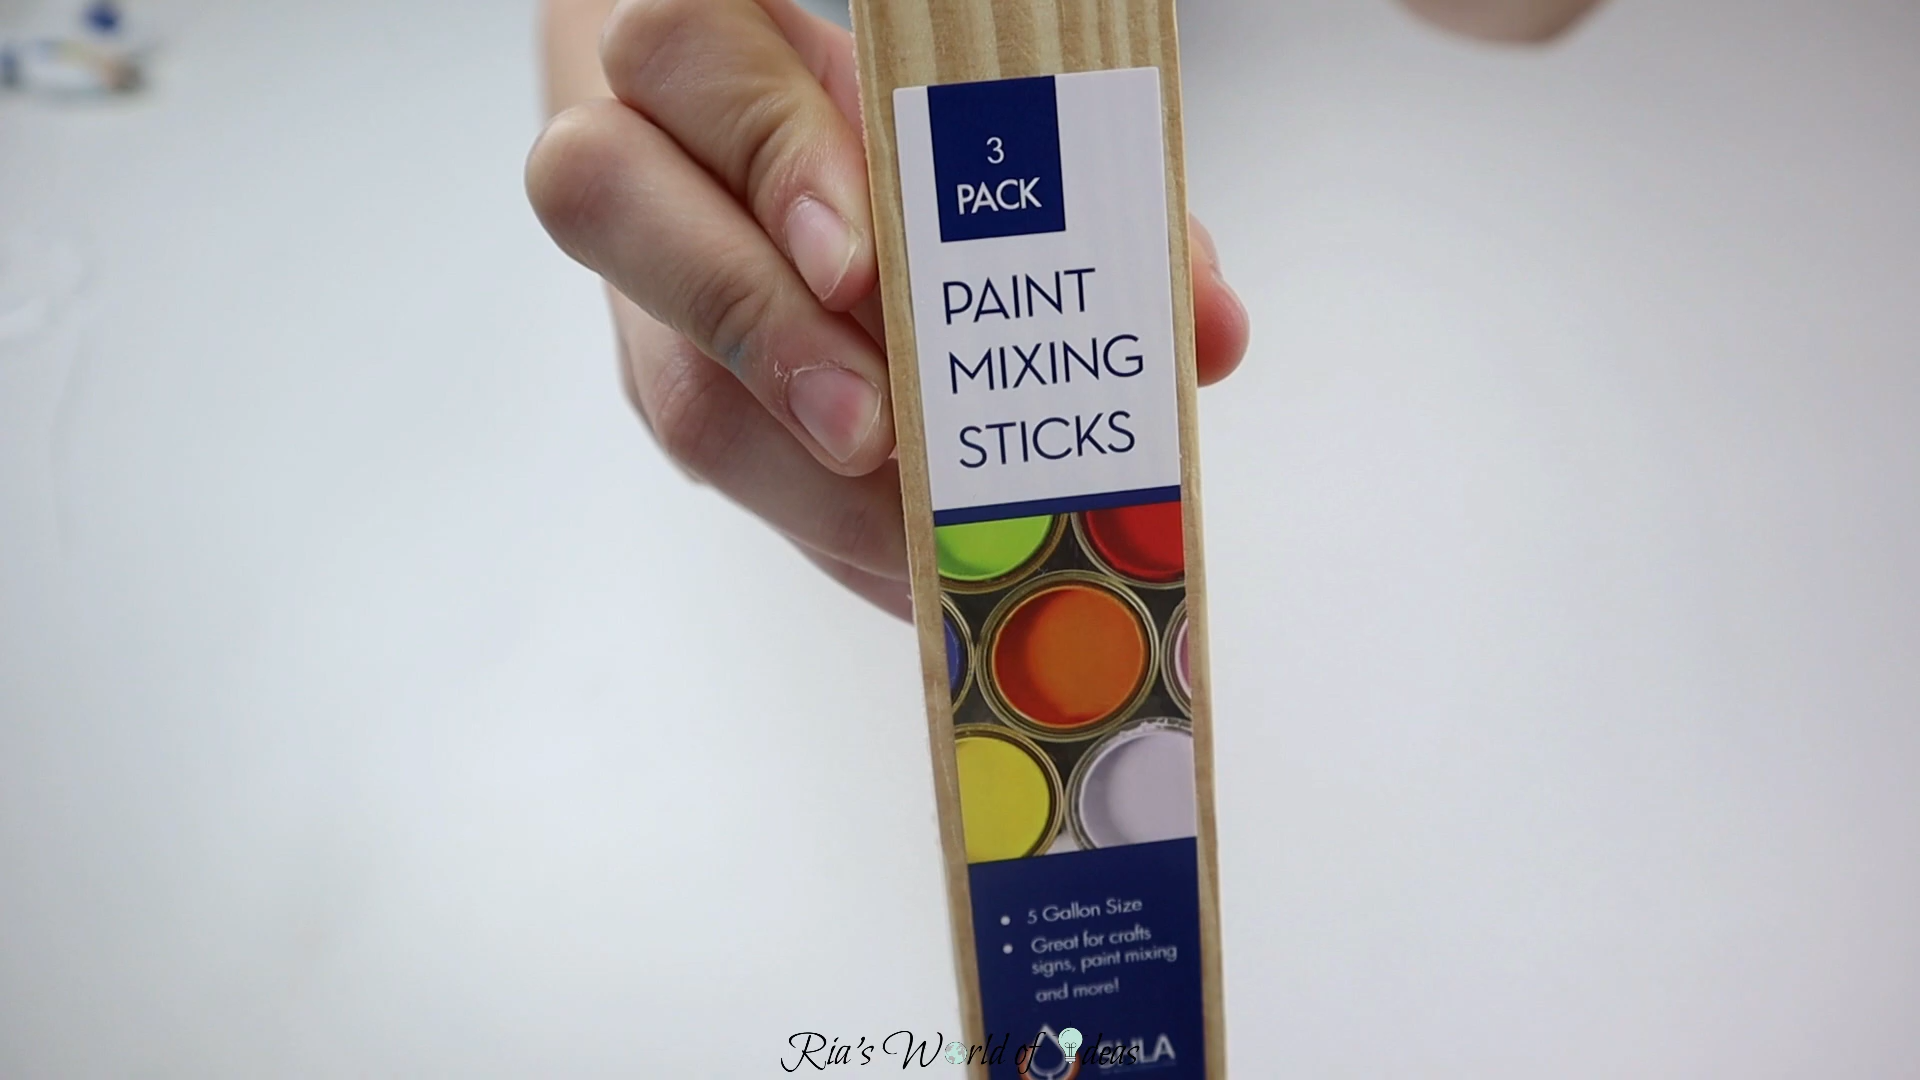 3
PACK
PAINT
MIXING
STICKS
• 5 Gallon Size
• Great for crafts
signs, paint mixing
and more!
Ria's World of Ideas